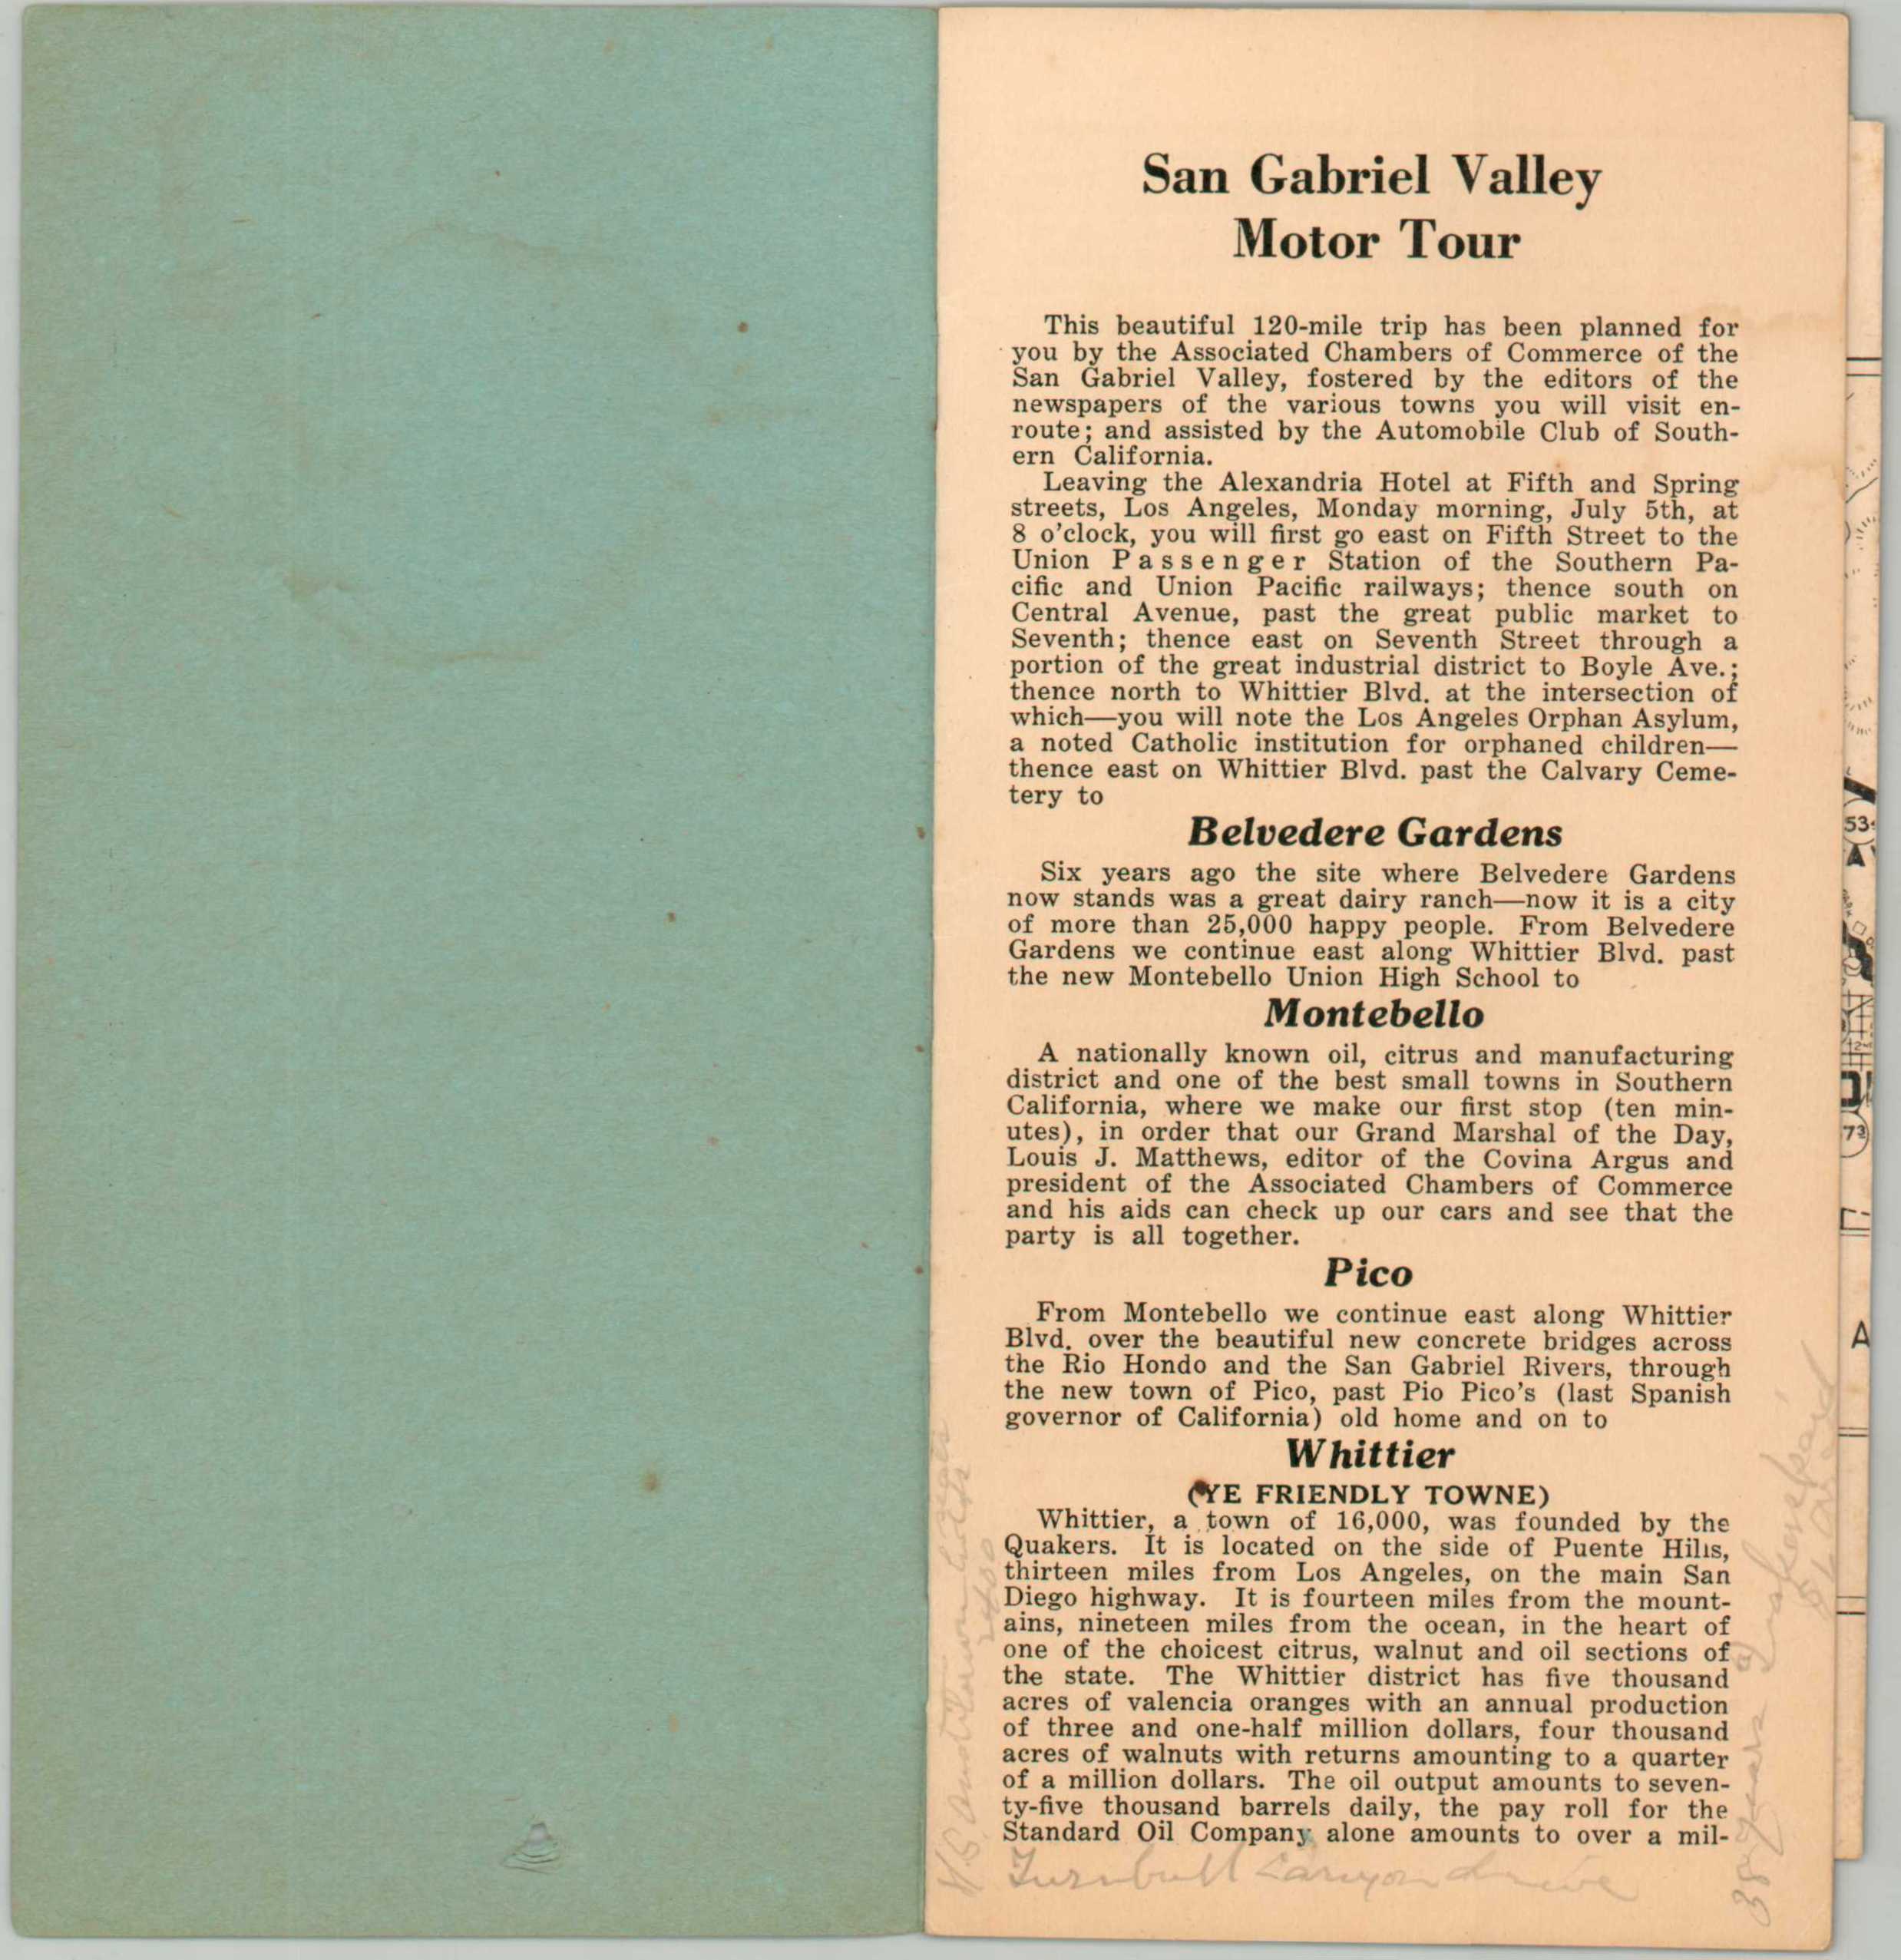 San Gabriel Valley
Motor Tour
This beautiful 120-mile trip has been planned for
you by the Associated Chambers of Commerce of the
San Gabriel Valley, fostered by the editors of the
newspapers of the various towns you will visit en-
route; and assisted by the Automobile Club of South-
ern California.
Leaving the Alexandria Hotel at Fifth and Spring
streets, Los Angeles, Monday morning, July 5th, at
8 o'clock, you will first go east on Fifth Street to the
Union Passenger Station of the Southern Pa-
cific and Union Pacific railways; thence south on
Central Avenue, past the great public market to
Seventh; thence east on Seventh Street through a
portion of the great industrial district to Boyle Ave.;
thence north to Whittier Blvd. at the intersection of
which—you will note the Los Angeles Orphan Asylum,
a noted Catholic institution for orphaned children—
thence east on Whittier Blvd. past the Calvary Ceme-
tery to
Belvedere Gardens
Six years ago the site where Belvedere Gardens
now stands was a great dairy ranch—now it is a city
of more than 25,000 happy people. From Belvedere
Gardens we continue east along Whittier Blvd. past
the new Montebello Union High School to
Montebello
A nationally known oil, citrus and manufacturing
district and one of the best small towns in Southern
California, where we make our first stop (ten min-
utes), in order that our Grand Marshal of the Day,
Louis J. Matthews, editor of the Covina Argus and
president of the Associated Chambers of Commerce
and his aids can check up our cars and see that the
party is all together.
Pico
From Montebello we continue east along Whittier
Blvd. over the beautiful new concrete bridges across
the Rio Hondo and the San Gabriel Rivers, through
the new town of Pico, past Pio Pico's (last Spanish
governor of California) old home and on to
Whittier
(YE FRIENDLY TOWNE)
Whittier, a town of 16,000, was founded by the
Quakers. It is located on the side of Puente Hills,
thirteen miles from Los Angeles, on the main San
Diego highway. It is fourteen miles from the mount-
ains, nineteen miles from the ocean, in the heart of
one of the choicest citrus, walnut and oil sections of
the state. The Whittier district has five thousand
acres of valencia oranges with an annual production
of three and one-half million dollars, four thousand
acres of walnuts with returns amounting to a quarter
of a million dollars. The oil output amounts to seven-
ty-five thousand barrels daily, the pay roll for the
Standard Oil Company alone amounts to over a mil-
Turnbull Canyon drive
38 years
53
A
73
A